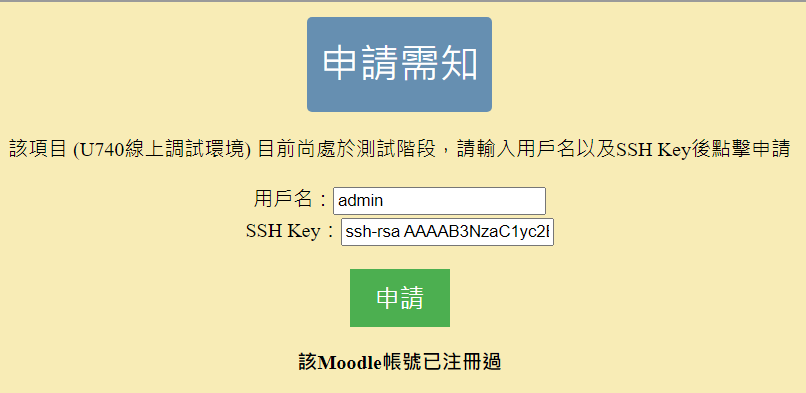 申請需知
該項目 (U740線上調試環境) 目前尚處於測試階段，請輸入用戶名以及SSH Key後點擊申請
用戶名：admin
SSH Key：ssh-rsa AAAAB3NzaC1yc2E
申請
該Moodle帳號已注冊過